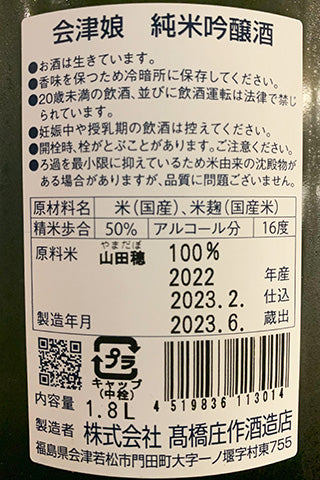 会津娘　純米吟醸酒
●お酒は生きています。
●香味を保つため冷暗所に保存してください。
●20歳未満の飲酒、並びに飲酒運転は法律で禁じ
られています。
●妊娠中や授乳期の飲酒は控えてください。
●開栓時、栓がとぶことがあります。ご注意ください。
●ろ過を最小限に抑えているため米由来の沈殿物が
ある場合がありますが、品質に問題ございません。
原材料名 米(国産)、米麹(国産米)
精米歩合 50% アルコール分 16度
やまだぼ
原料米 山田穂 100%
2022 年産
2023.2. 仕込
製造年月 2023.6. 蔵出
プラ
キャップ
(中栓)
4 519836 113014
内容量 1.8L
製造者 株式会社 髙橋庄作酒造店
福島県会津若松市門田町大字一ノ堰字村東755